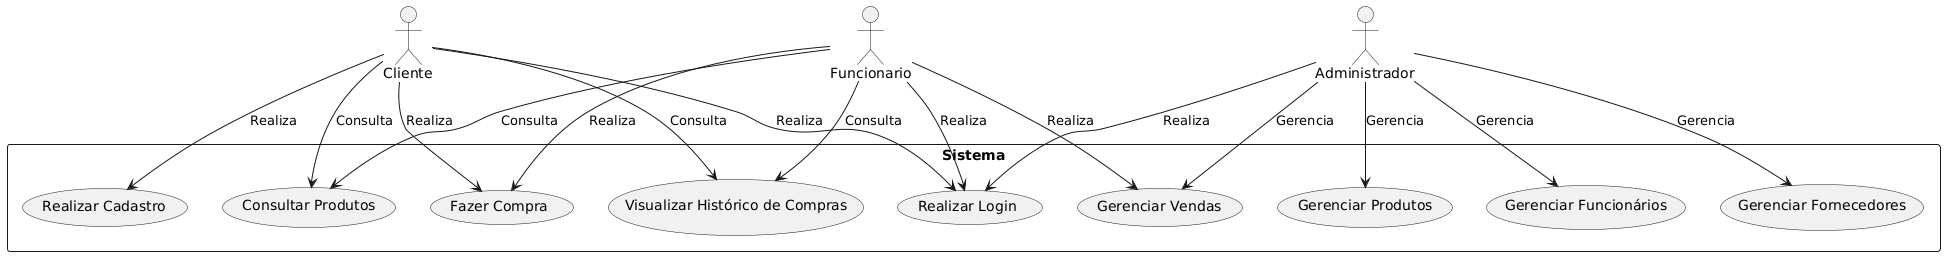 Cliente
Funcionario
Administrador
Realiza
Consulta
Realiza
Consulta
Realiza
Consulta
Realiza
Consulta
Realiza
Realiza
Realiza
Gerencia
Gerencia
Gerencia
Gerencia
Sistema
Realizar Cadastro
Consultar Produtos
Fazer Compra
Visualizar Histórico de Compras
Realizar Login
Gerenciar Vendas
Gerenciar Produtos
Gerenciar Funcionários
Gerenciar Fornecedores